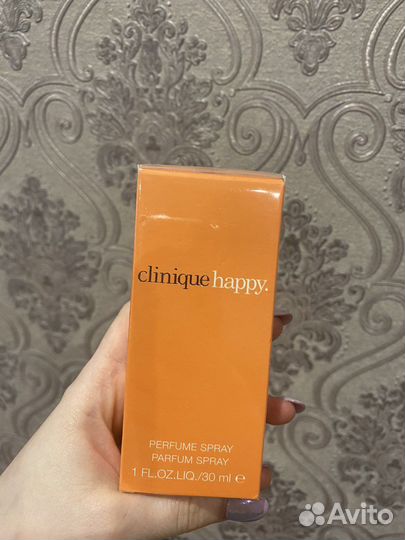 clinique happy.
PERFUME SPRAY
PARFUM SPRAY
1 FL.OZ.LIQ./30 ml ℮
Avito